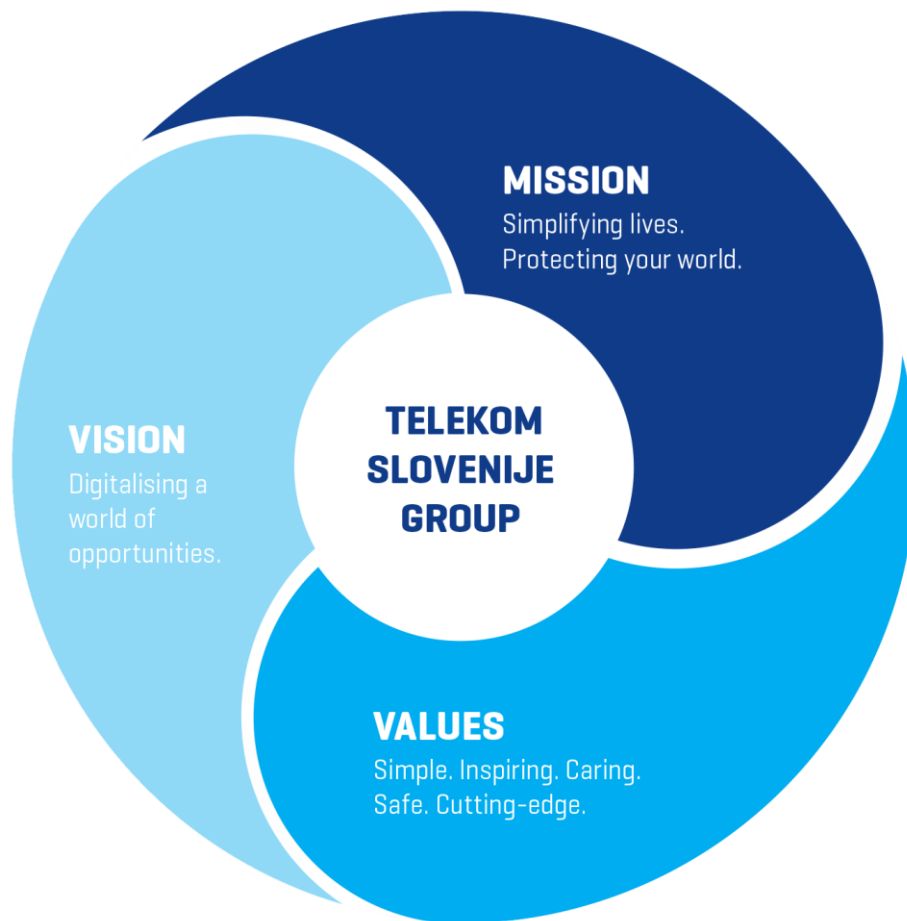 MISSION
Simplifying lives.
Protecting your world.
TELEKOM
SLOVENIJE
GROUP
VISION
Digitalising a
world of
opportunities.
VALUES
Simple. Inspiring. Caring.
Safe. Cutting-edge.